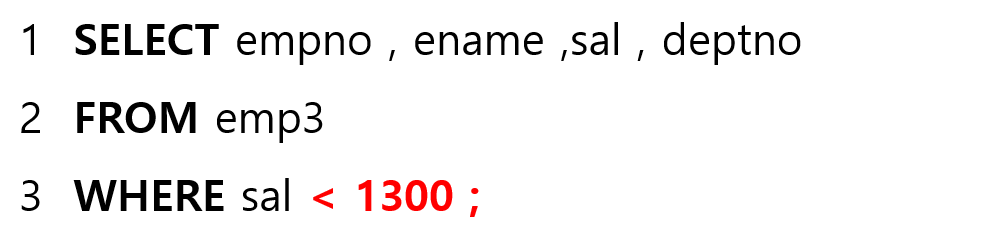 1 SELECT empno , ename ,sal , deptno
2 FROM emp3
3 WHERE sal < 1300 ;